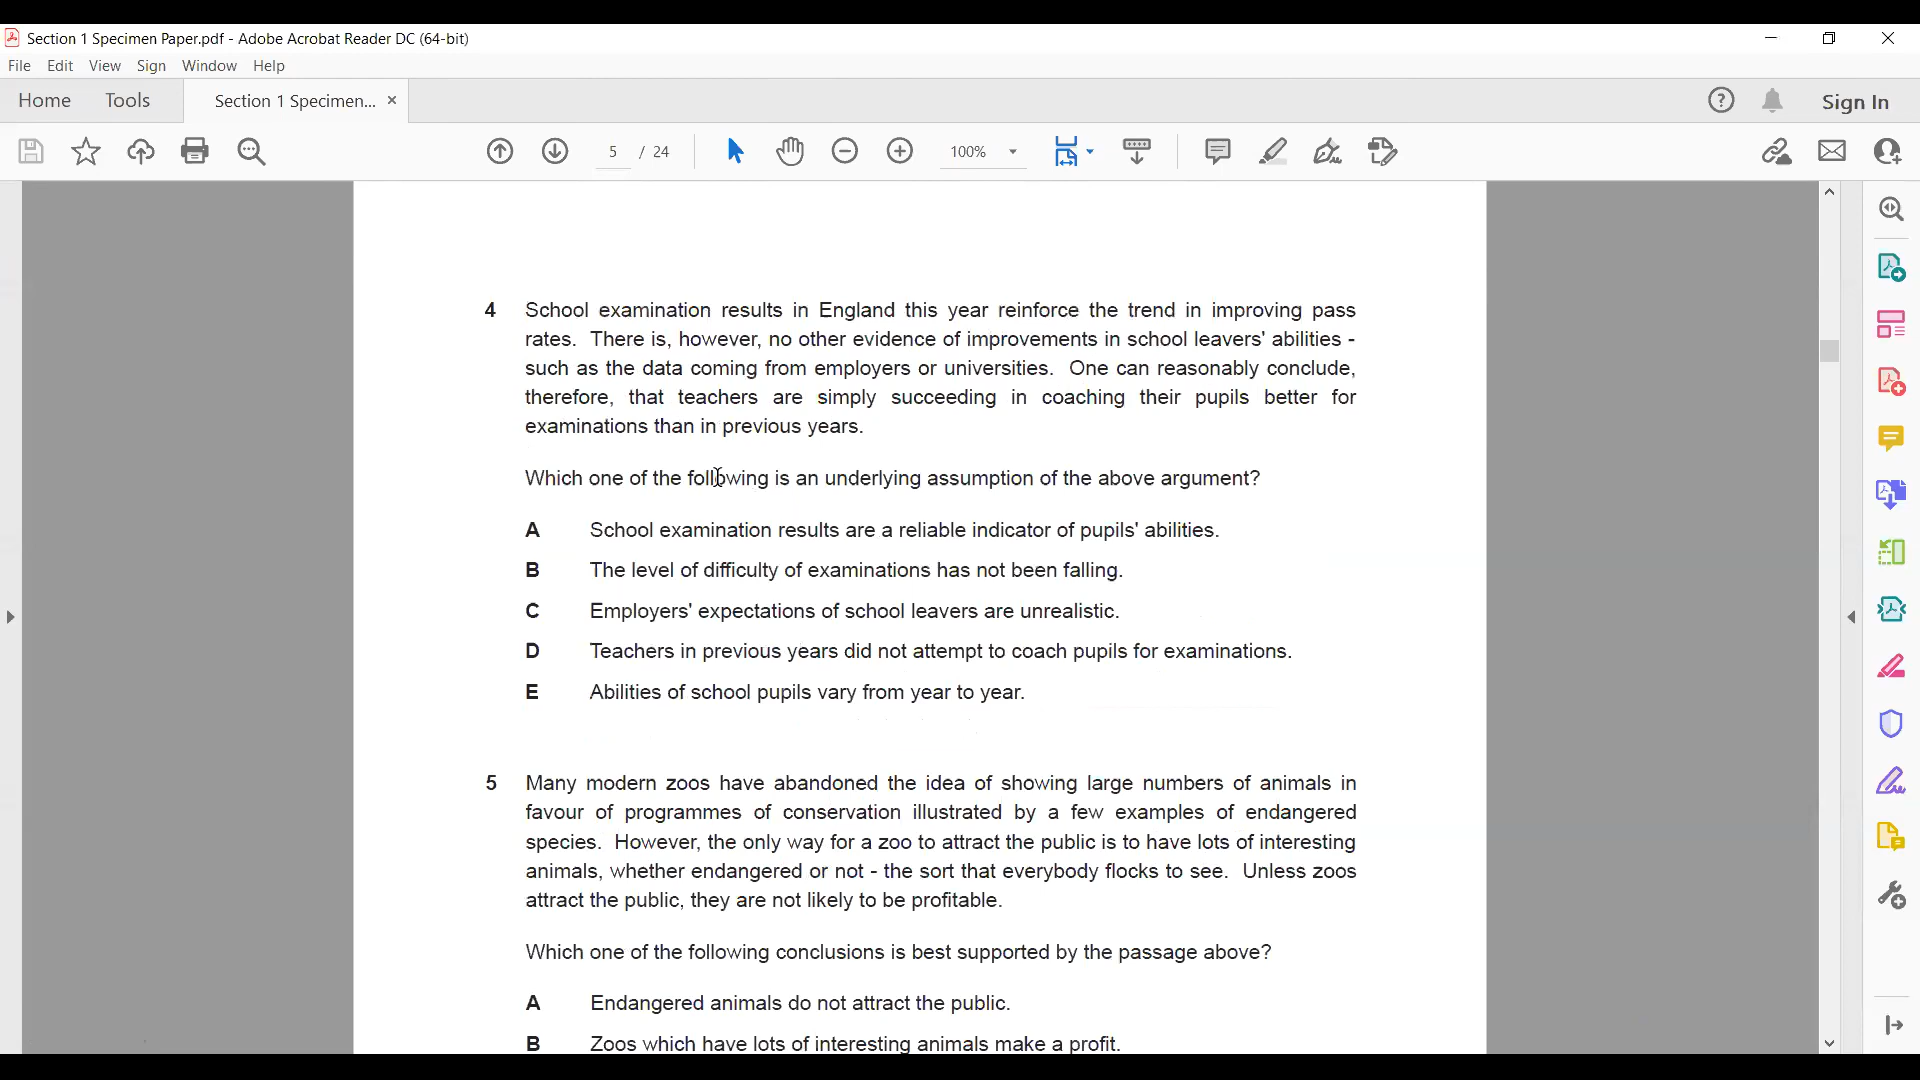 Section 1 Specimen Paper.pdf - Adobe Acrobat Reader DC (64-bit)
File Edit View Sign Window Help
Home Tools Section 1 Specimen... × Sign In
5 / 24 100%
4 School examination results in England this year reinforce the trend in improving pass
rates. There is, however, no other evidence of improvements in school leavers' abilities -
such as the data coming from employers or universities. One can reasonably conclude,
therefore, that teachers are simply succeeding in coaching their pupils better for
examinations than in previous years.
Which one of the following is an underlying assumption of the above argument?
A School examination results are a reliable indicator of pupils' abilities.
B The level of difficulty of examinations has not been falling.
C Employers' expectations of school leavers are unrealistic.
D Teachers in previous years did not attempt to coach pupils for examinations.
E Abilities of school pupils vary from year to year.
5 Many modern zoos have abandoned the idea of showing large numbers of animals in
favour of programmes of conservation illustrated by a few examples of endangered
species. However, the only way for a zoo to attract the public is to have lots of interesting
animals, whether endangered or not - the sort that everybody flocks to see. Unless zoos
attract the public, they are not likely to be profitable.
Which one of the following conclusions is best supported by the passage above?
A Endangered animals do not attract the public.
B Zoos which have lots of interesting animals make a profit.